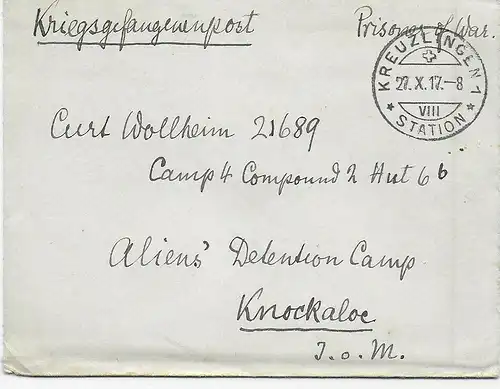 Kriegsgefangenenpost Prisoner of War.
KREUZLINGEN 1
27.X.17.-8
VIII
* STATION *
Curt Wollheim 21689
Camp 4 Compound 2 Hut 6b
Aliens' Detention Camp
Knockaloe
I.o.M.